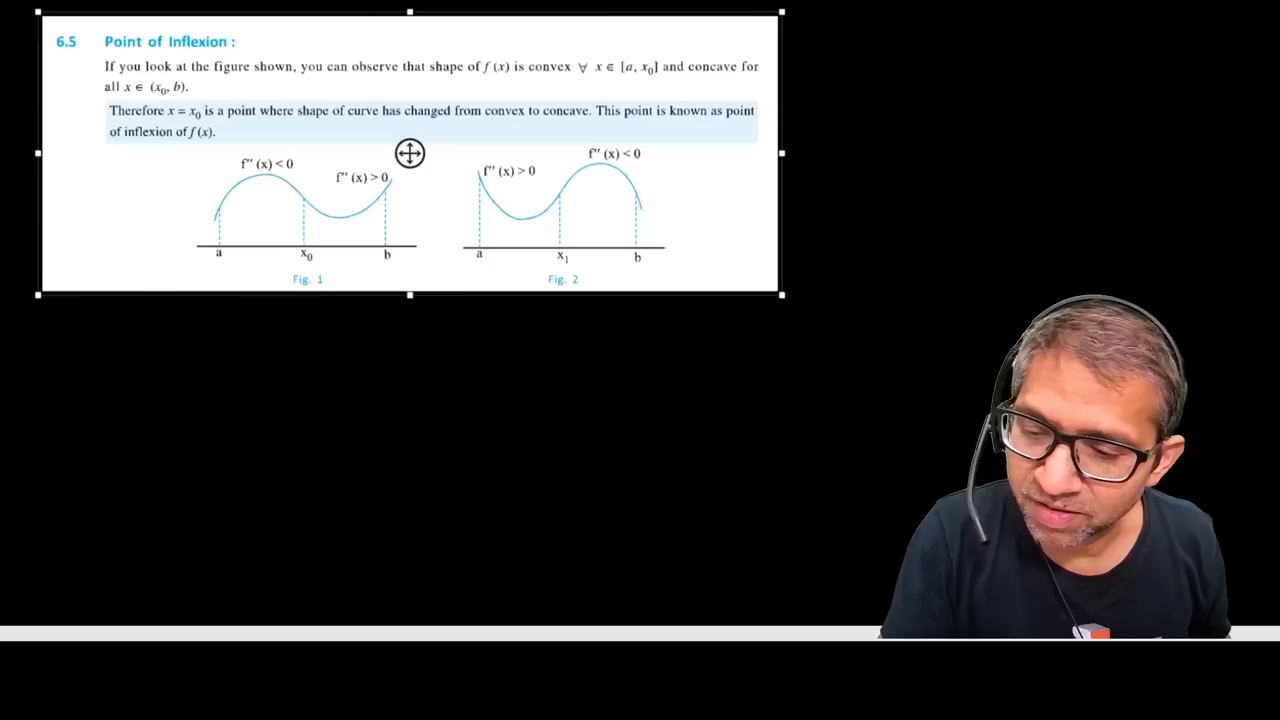 6.5 Point of Inflexion :
If you look at the figure shown, you can observe that shape of f (x) is convex ∀ x ∈ [a, x₀] and concave for
all x ∈ (x₀, b).
Therefore x = x₀ is a point where shape of curve has changed from convex to concave. This point is known as point
of inflexion of f (x).
f″ (x) < 0
f″ (x) > 0
a
x₀
b
Fig. 1
f″ (x) > 0
f″ (x) < 0
a
x₁
b
Fig. 2